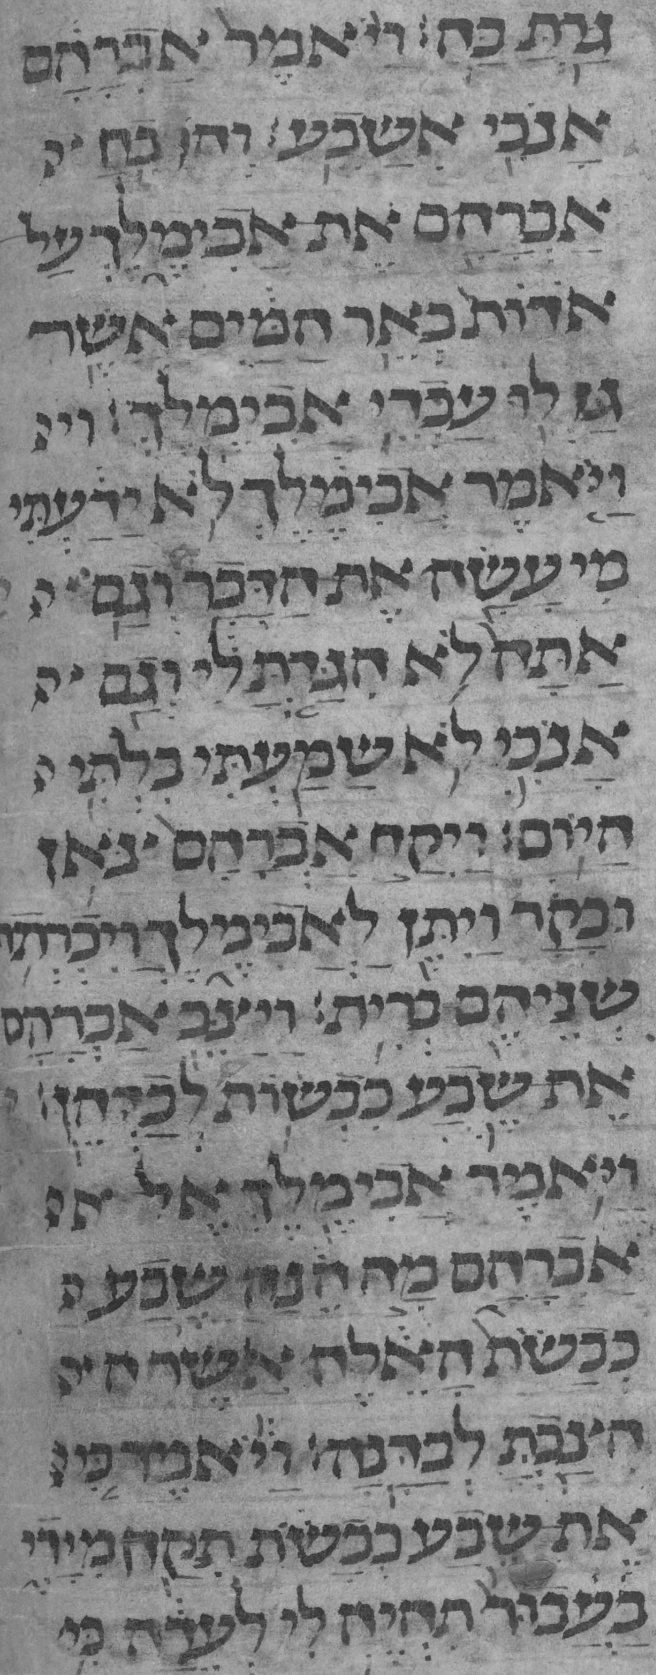 גרת בה׃ ויאמר אברהם
אנכי אשבע׃ והוכח
אברהם את אבימלך על
אדות באר המים אשר
גזלו עבדי אבימלך׃
ויאמר אבימלך לא ידעתי
מי עשה את הדבר וגם
אתה לא הגדת לי וגם
אנכי לא שמעתי בלתי
היום׃ ויקח אברהם צאן
ובקר ויתן לאבימלך ויכרתו
שניהם ברית׃ ויצב אברהם
את שבע כבשות לבדהן׃
ויאמר אבימלך אל
אברהם מה הנה שבע
כבשת האלה אשר
הצבת לבדנה׃ ויאמר כי
את שבע כבשת תקח מידי
בעבור תהיה לי לעדה כי